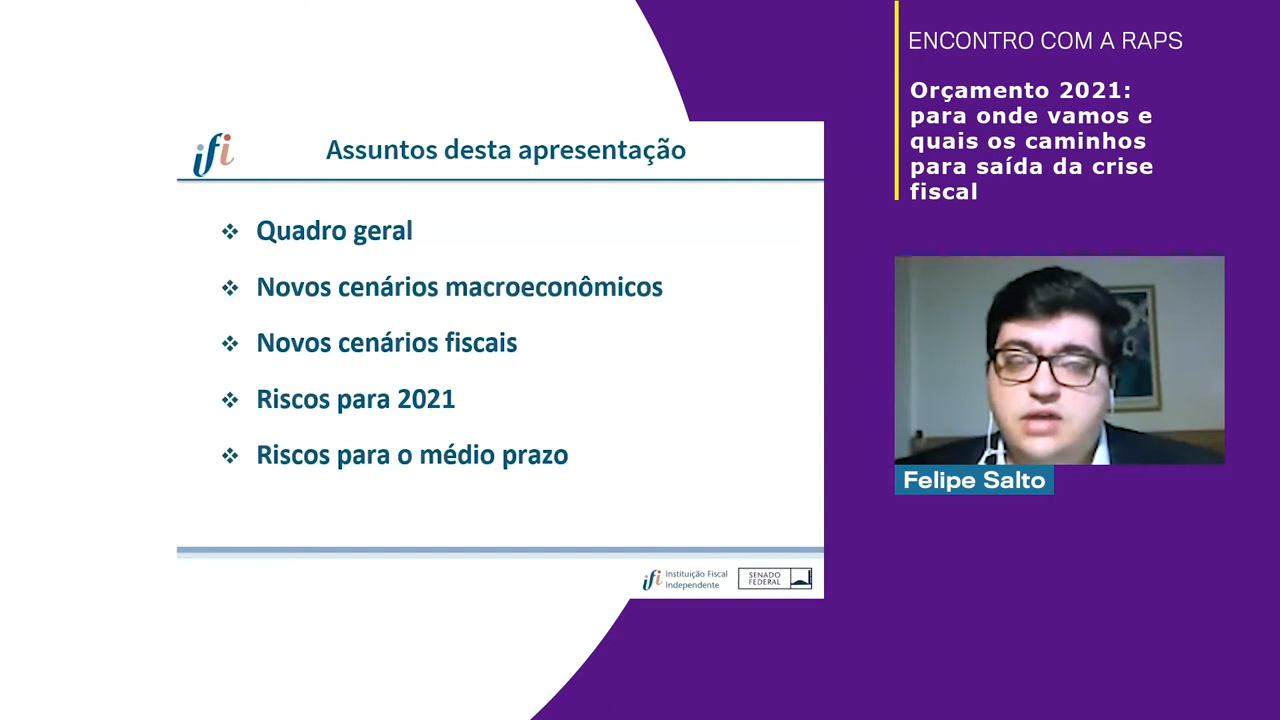 ENCONTRO COM A RAPS
Orçamento 2021:
para onde vamos e
quais os caminhos
para saída da crise
fiscal
ifi
Assuntos desta apresentação
❖ Quadro geral
❖ Novos cenários macroeconômicos
❖ Novos cenários fiscais
❖ Riscos para 2021
❖ Riscos para o médio prazo
ifi Instituição Fiscal
Independente
SENADO
FEDERAL
Felipe Salto